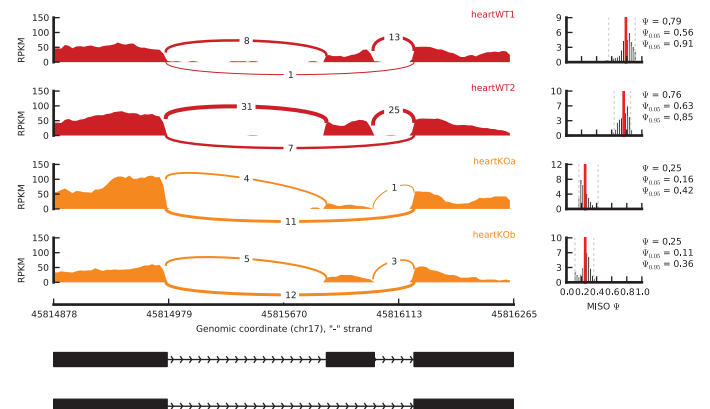 heartWT1
RPKM
150
100
50
0
8
13
1
9
6
3
0
Ψ = 0.79
Ψ0.05 = 0.56
Ψ0.95 = 0.91
heartWT2
RPKM
150
100
50
0
31
25
7
10
7
3
0
Ψ = 0.76
Ψ0.05 = 0.63
Ψ0.95 = 0.85
heartKOa
RPKM
150
100
50
0
4
1
11
12
8
4
0
Ψ = 0.25
Ψ0.05 = 0.16
Ψ0.95 = 0.42
heartKOb
RPKM
150
100
50
0
5
3
12
10
7
3
0
Ψ = 0.25
Ψ0.05 = 0.11
Ψ0.95 = 0.36
0.0 0.2 0.4 0.6 0.8 1.0
MISO Ψ
45814878 45814979 45815670 45816113 45816265
Genomic coordinate (chr17), "-" strand